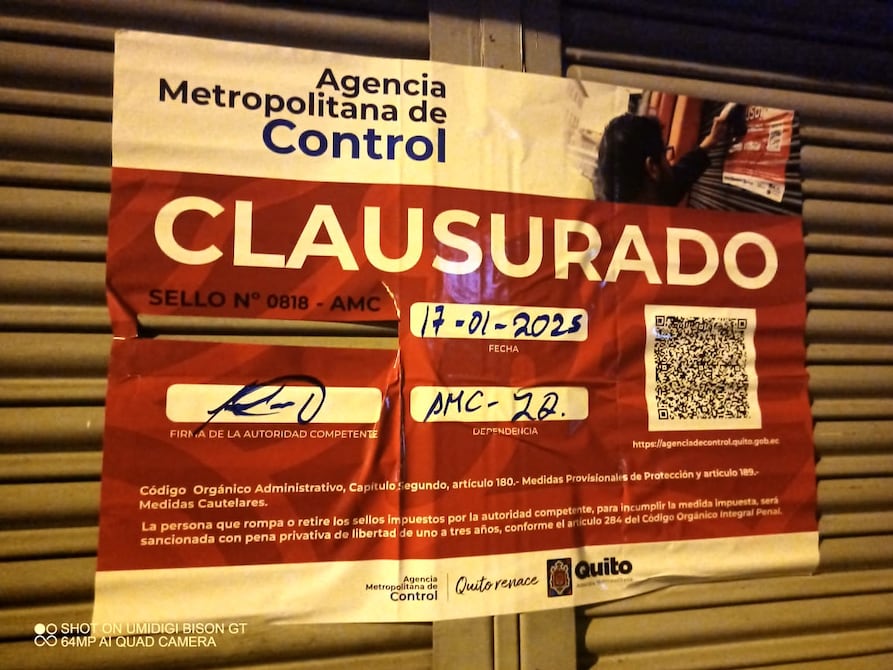 Agencia
Metropolitana de
Control
CLAUSURADO
SELLO Nº 0818 - AMC
17-01-2025
FECHA
FIRMA DE LA AUTORIDAD COMPETENTE
AMC-
DEPENDENCIA
https://agenciadecontrol.quito.gob.ec
Código Orgánico Administrativo, Capítulo Segundo, artículo 180.- Medidas Provisionales de Protección y artículo 189.-
Medidas Cautelares.
La persona que rompa o retire los sellos impuestos por la autoridad competente, para incumplir la medida impuesta, será
sancionada con pena privativa de libertad de uno a tres años, conforme el artículo 284 del Código Orgánico Integral Penal.
Agencia
Metropolitana de
Control
Quito renace
Quito
SHOT ON UMIDIGI BISON GT
64MP AI QUAD CAMERA